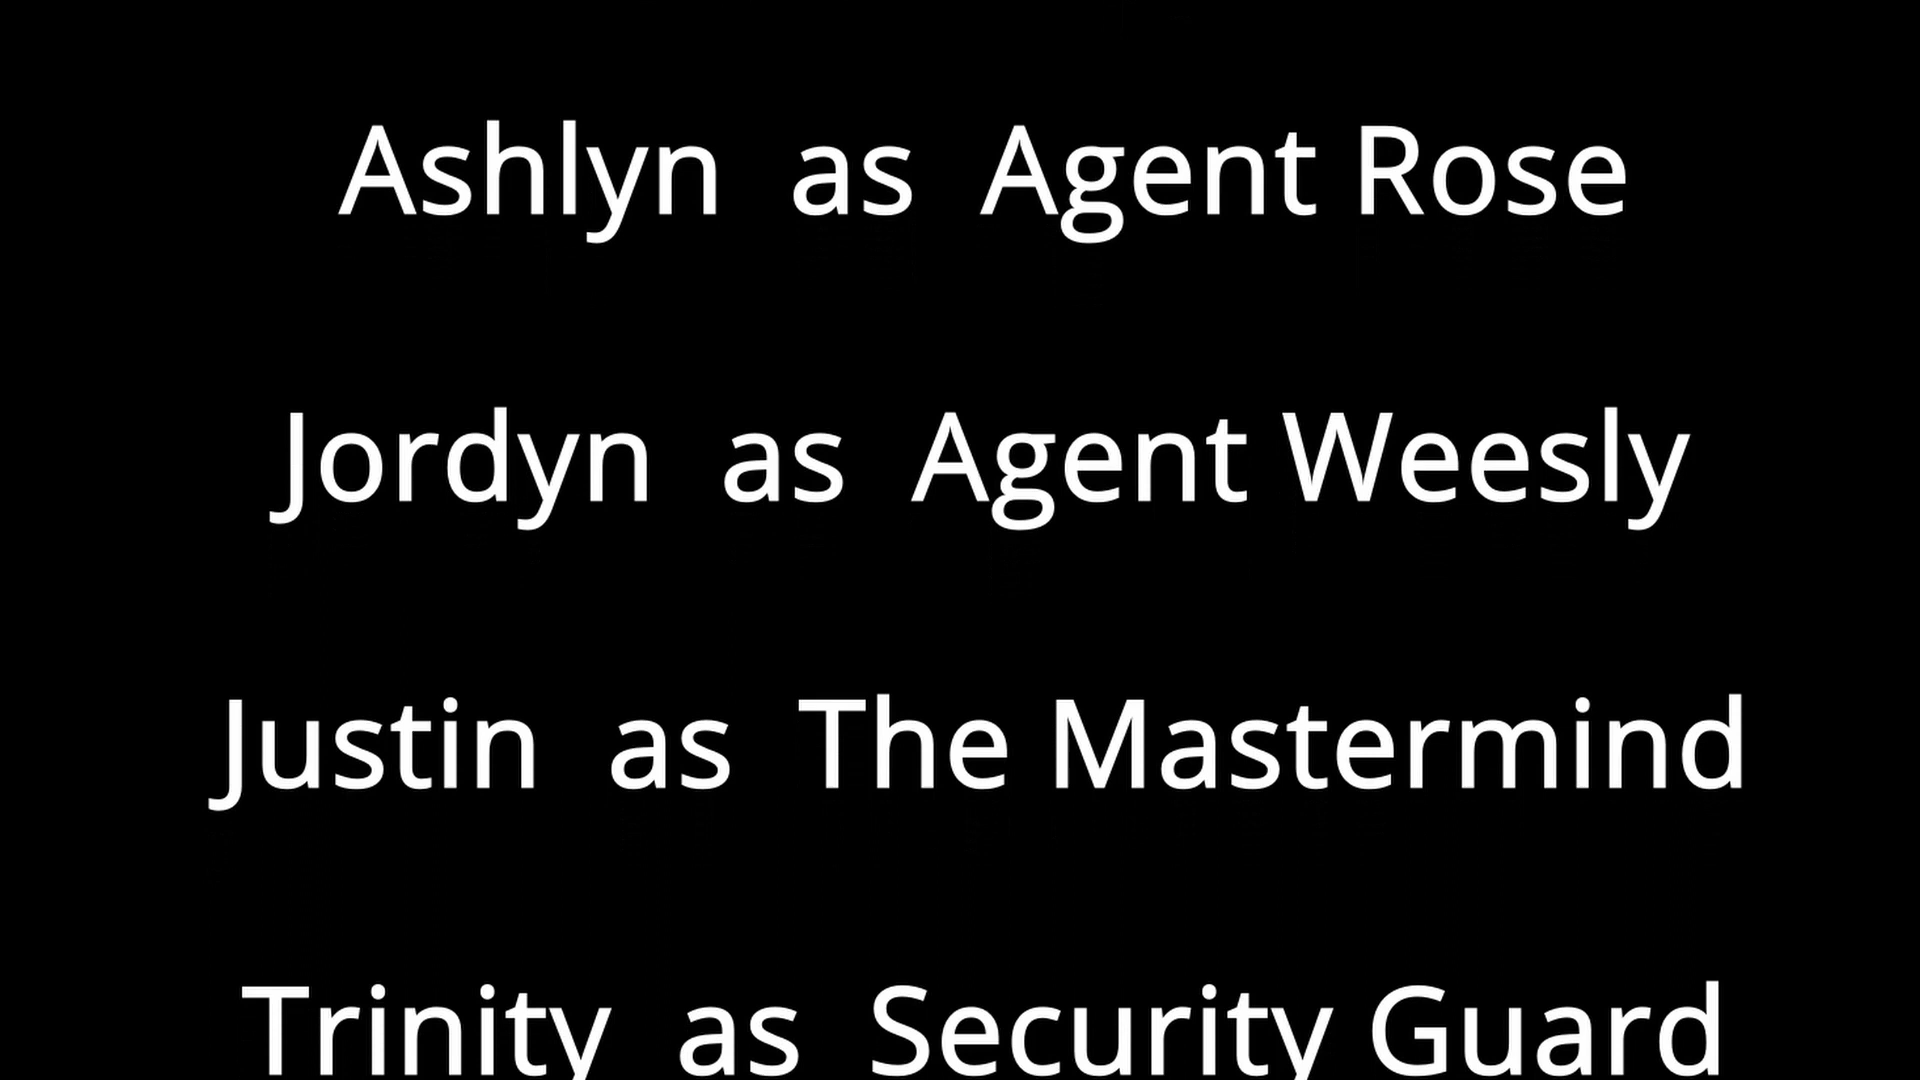 Ashlyn as Agent Rose
Jordyn as Agent Weesly
Justin as The Mastermind
Trinity as Security Guard